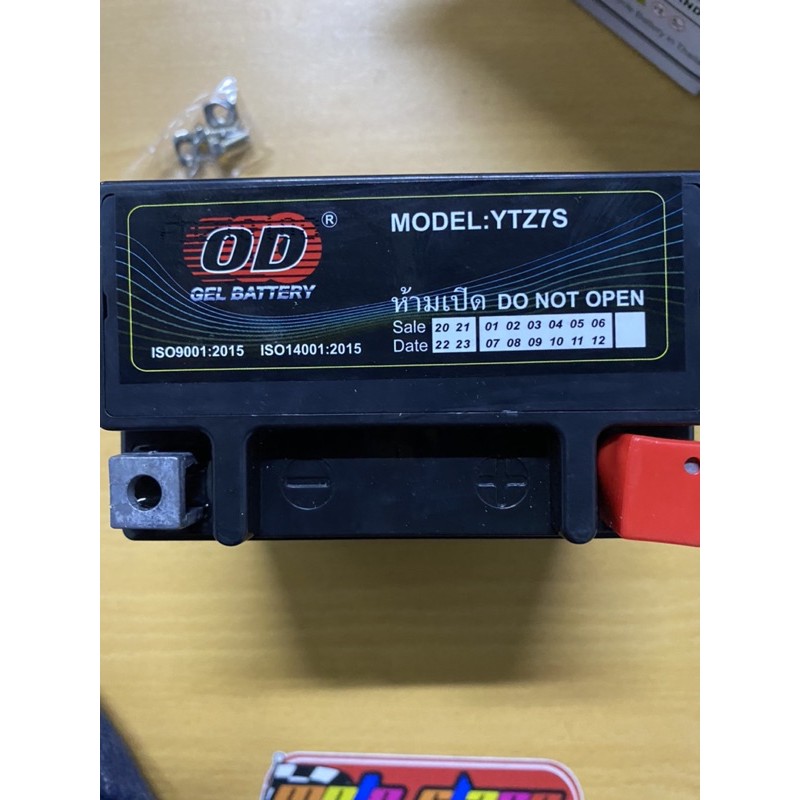 OD ®
GEL BATTERY
MODEL:YTZ7S
ห้ามเปิด DO NOT OPEN
Sale 20 21 01 02 03 04 05 06
Date 22 23 07 08 09 10 11 12
ISO9001:2015 ISO14001:2015